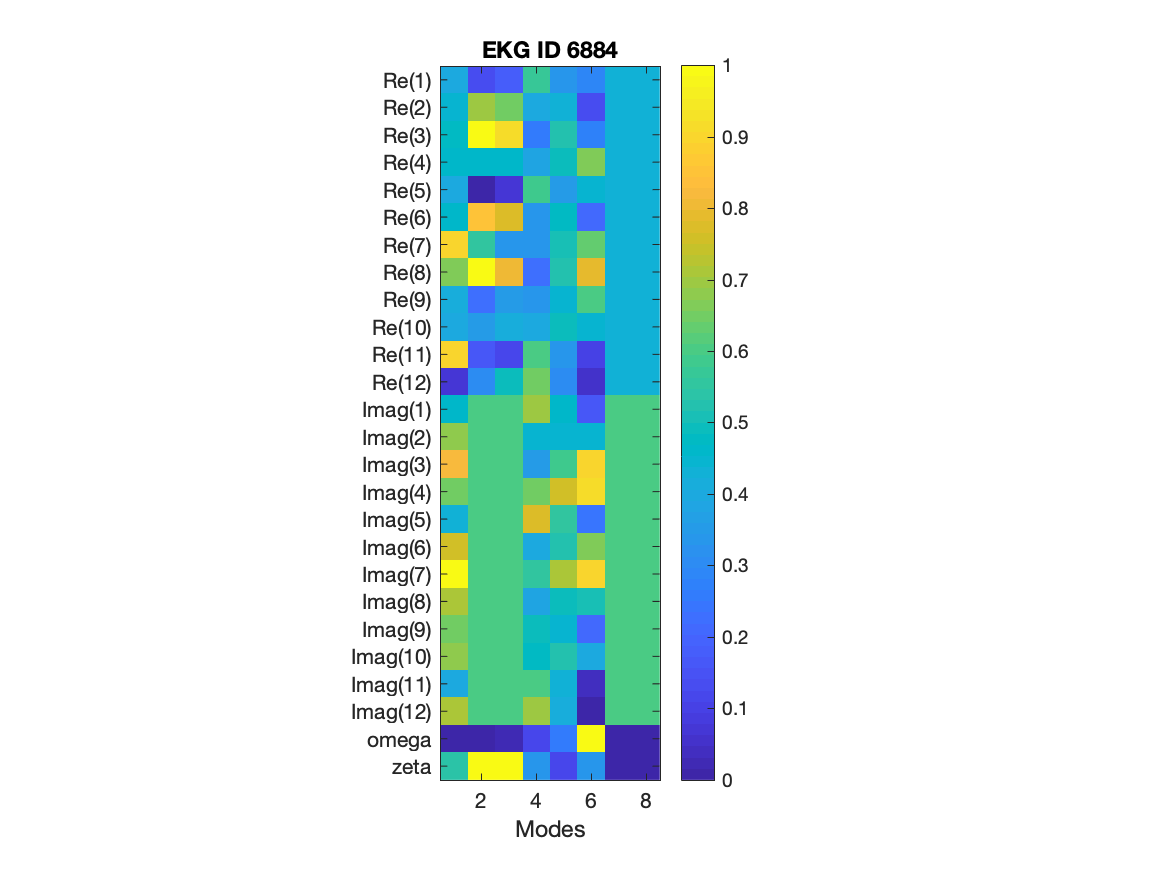 EKG ID 6884
Re(1)
Re(2)
Re(3)
Re(4)
Re(5)
Re(6)
Re(7)
Re(8)
Re(9)
Re(10)
Re(11)
Re(12)
Imag(1)
Imag(2)
Imag(3)
Imag(4)
Imag(5)
Imag(6)
Imag(7)
Imag(8)
Imag(9)
Imag(10)
Imag(11)
Imag(12)
omega
zeta
2 4 6 8
Modes
1
0.9
0.8
0.7
0.6
0.5
0.4
0.3
0.2
0.1
0